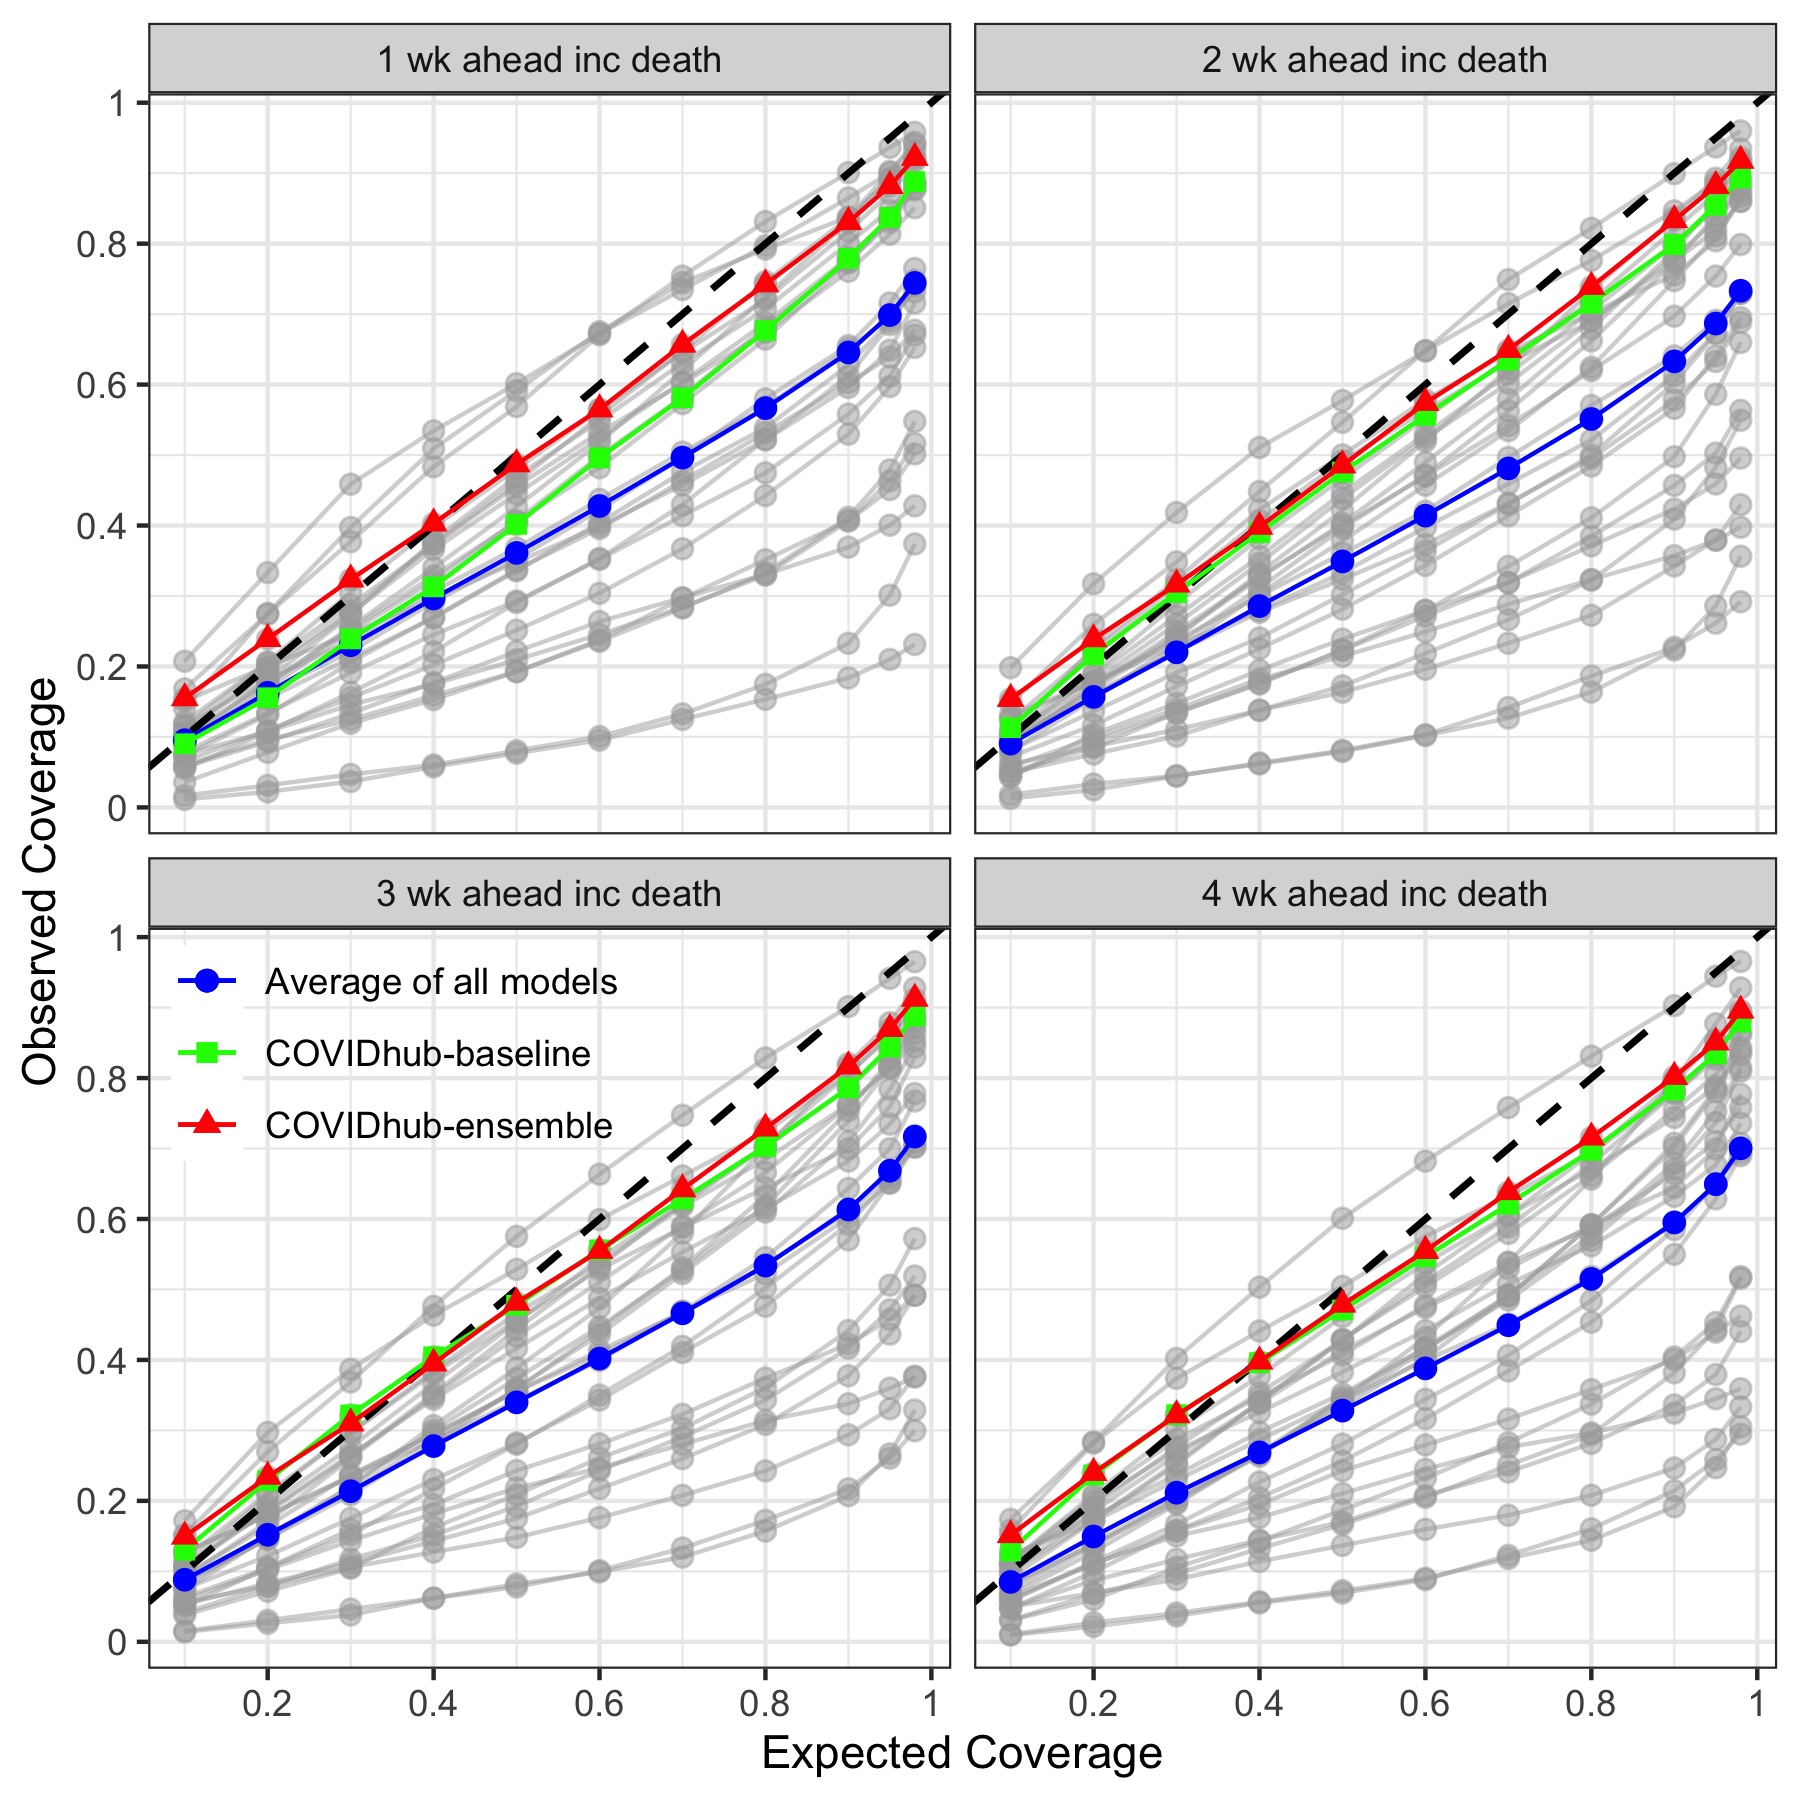 1 wk ahead inc death
2 wk ahead inc death
1
0.8
0.6
0.4
0.2
0
Observed Coverage
3 wk ahead inc death
4 wk ahead inc death
1
0.8
0.6
0.4
0.2
0
Average of all models
COVIDhub-baseline
COVIDhub-ensemble
0.2 0.4 0.6 0.8 1
0.2 0.4 0.6 0.8 1
Expected Coverage